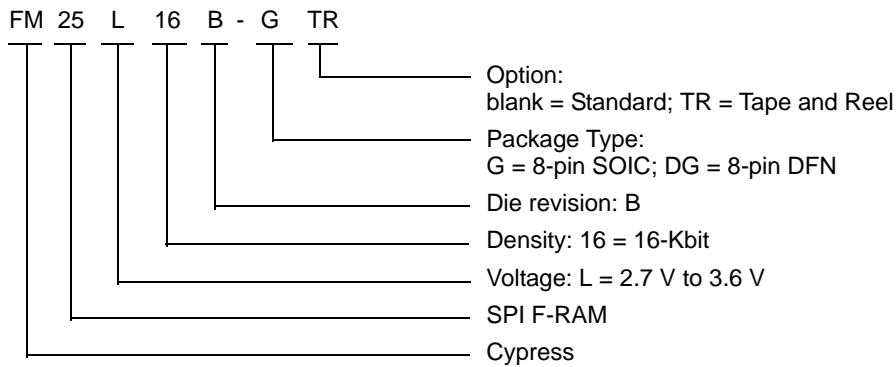 FM 25 L 16 B - G TR
Option:
blank = Standard; TR = Tape and Reel
Package Type:
G = 8-pin SOIC; DG = 8-pin DFN
Die revision: B
Density: 16 = 16-Kbit
Voltage: L = 2.7 V to 3.6 V
SPI F-RAM
Cypress